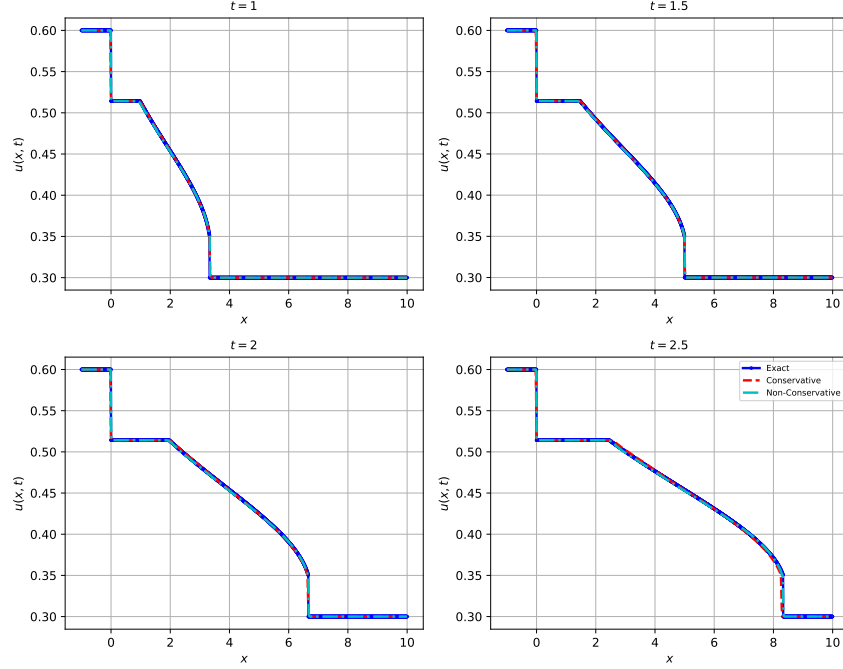 t = 1
0.60
0.55
0.50
0.45
0.40
0.35
0.30
u(x, t)
0 2 4 6 8 10
x
t = 1.5
0.60
0.55
0.50
0.45
0.40
0.35
0.30
u(x, t)
0 2 4 6 8 10
x
t = 2
0.60
0.55
0.50
0.45
0.40
0.35
0.30
u(x, t)
0 2 4 6 8 10
x
t = 2.5
Exact
Conservative
Non-Conservative
0.60
0.55
0.50
0.45
0.40
0.35
0.30
u(x, t)
0 2 4 6 8 10
x